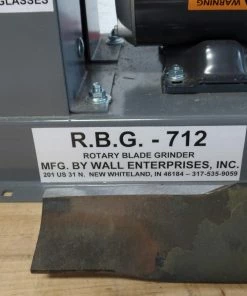 GLASSES
WARNING
R.B.G. - 712
ROTARY BLADE GRINDER
MFG. BY WALL ENTERPRISES, INC.
201 US 31 N. NEW WHITELAND, IN 46184 – 317-535-9059